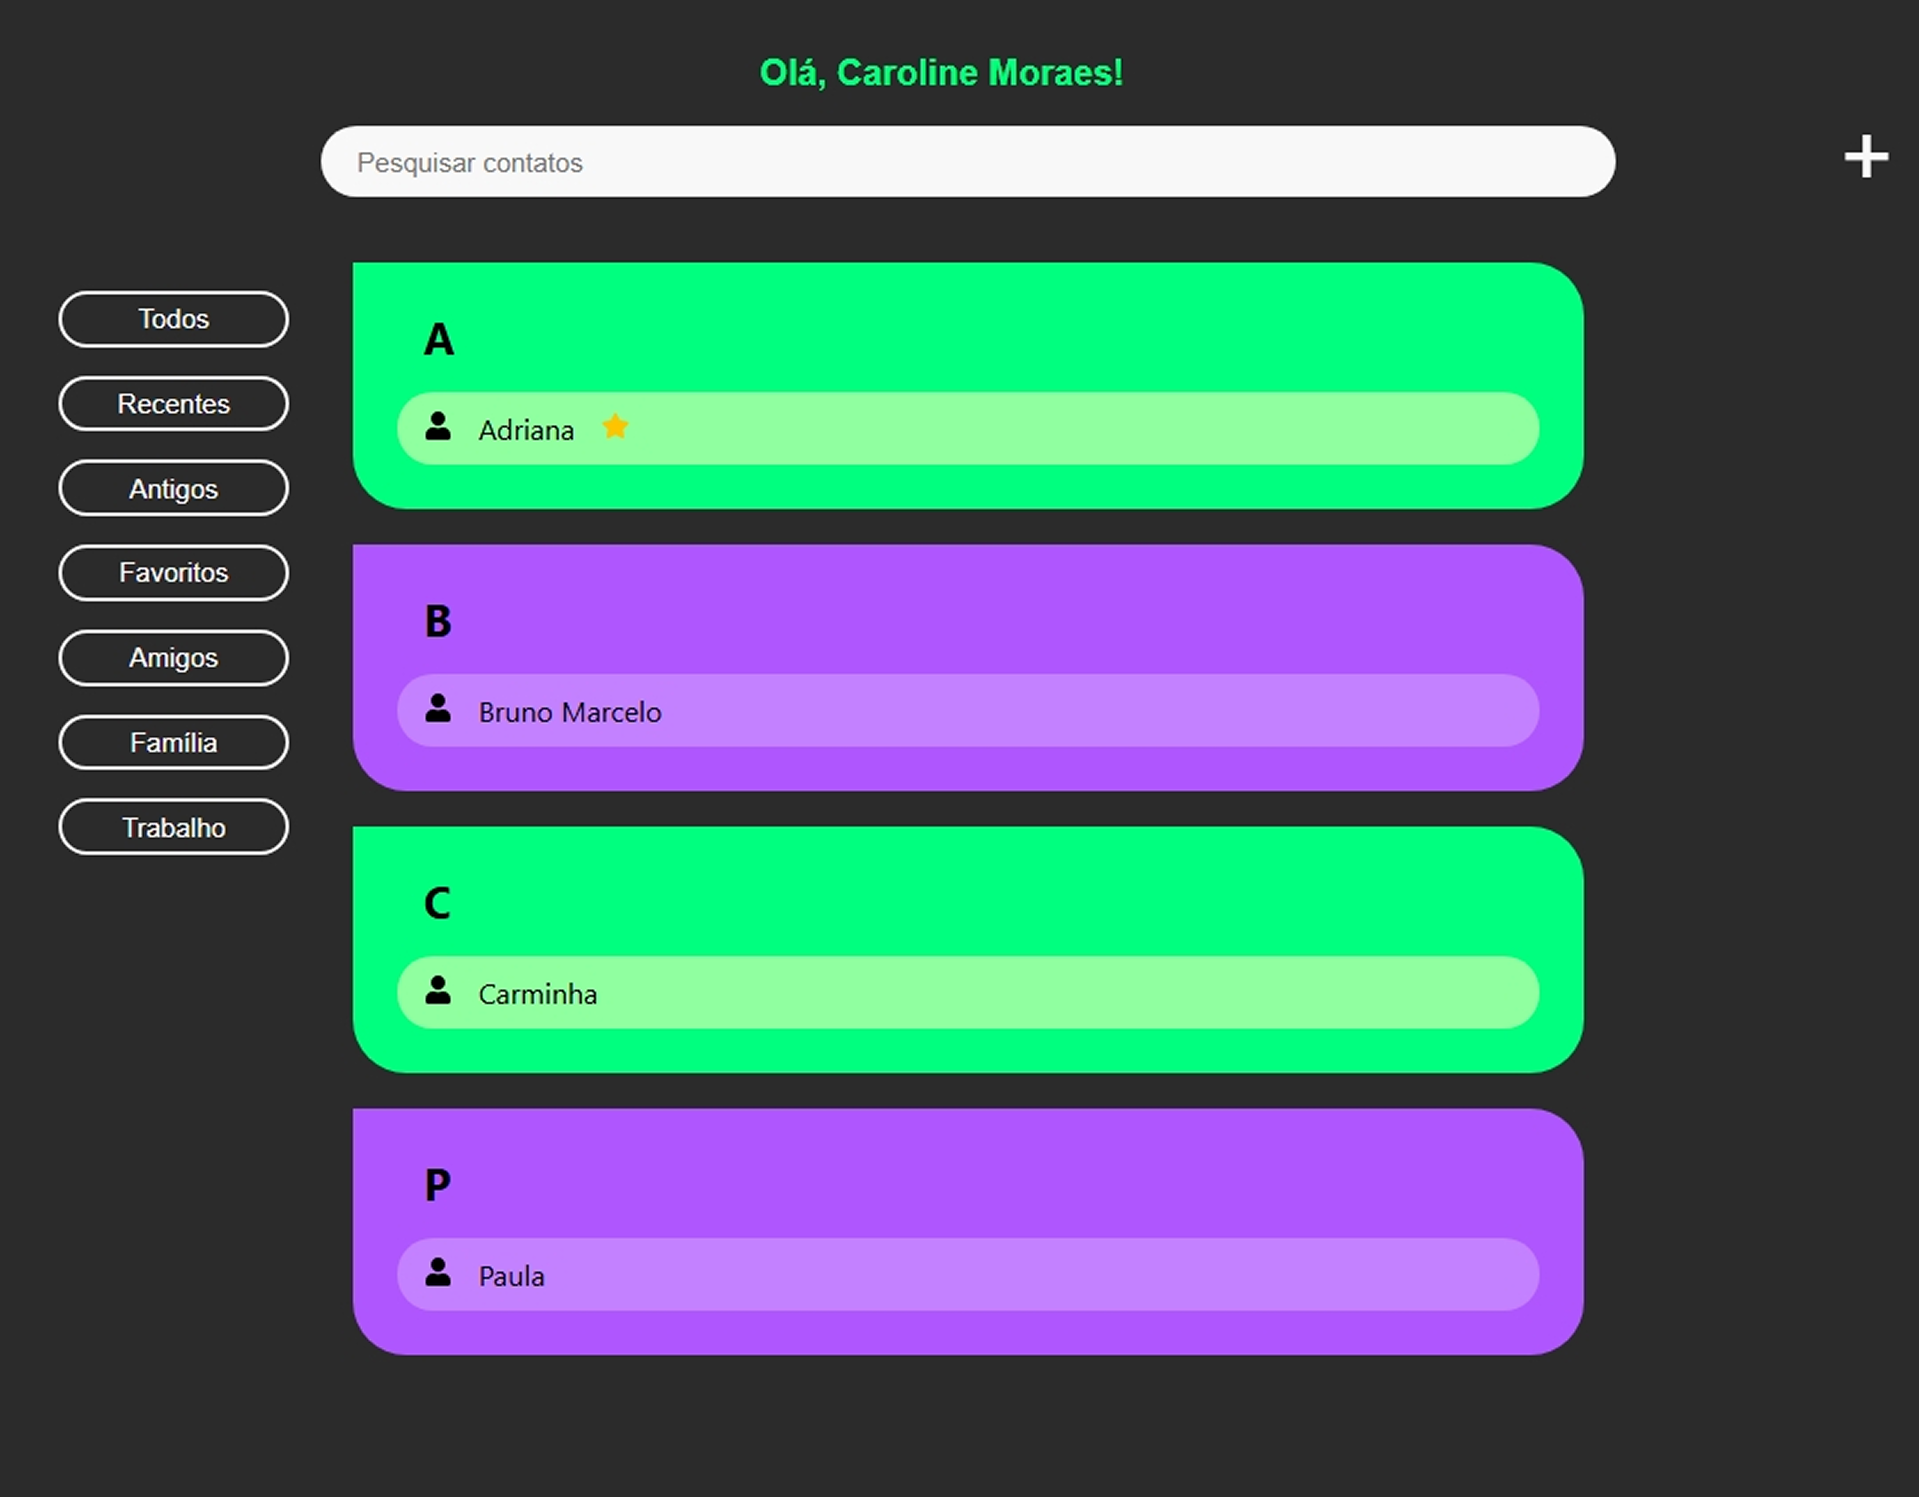 Olá, Caroline Moraes!
Pesquisar contatos
Todos
Recentes
Antigos
Favoritos
Amigos
Família
Trabalho
A
Adriana
B
Bruno Marcelo
C
Carminha
P
Paula